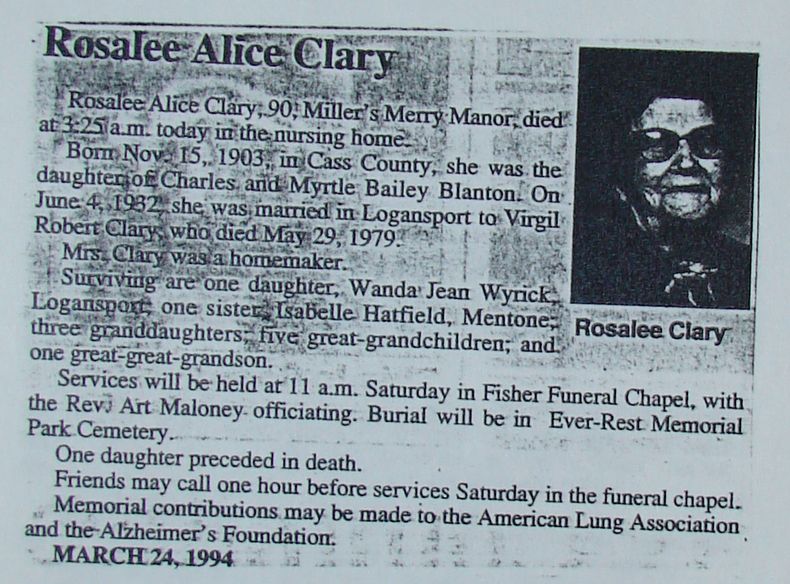 Rosalee Alice Clary
Rosalee Alice Clary, 90, Miller's Merry Manor, died
at 3:25 a.m. today in the nursing home.
Born Nov. 15, 1903, in Cass County, she was the
daughter of Charles and Myrtle Bailey Blanton. On
June 4, 1932, she was married in Logansport to Virgil
Robert Clary, who died May 29, 1979.
Mrs. Clary was a homemaker.
Surviving are one daughter, Wanda Jean Wyrick,
Logansport; one sister, Isabelle Hatfield, Mentone;
three granddaughters; five great-grandchildren; and
one great-great-grandson.
Rosalee Clary
Services will be held at 11 a.m. Saturday in Fisher Funeral Chapel, with
the Rev. Art Maloney officiating. Burial will be in Ever-Rest Memorial
Park Cemetery.
One daughter preceded in death.
Friends may call one hour before services Saturday in the funeral chapel.
Memorial contributions may be made to the American Lung Association
and the Alzheimer's Foundation.
MARCH 24, 1994